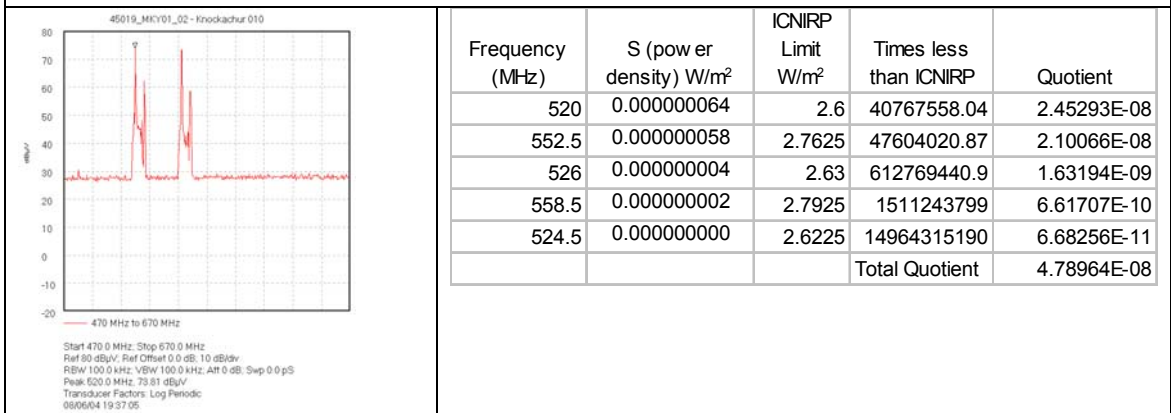 45019_MKY01_02 - Knockachur 010
80
70
60
50
40
30
20
10
0
-10
-20
dBµV
470 MHz to 670 MHz
Start 470.0 MHz; Stop 670.0 MHz
Ref 80 dBµV; Ref Offset 0.0 dB; 10 dB/div
RBW 100.0 kHz; VBW 100.0 kHz; Att 0 dB; Swp 0.0 pS
Peak 520.0 MHz, 73.81 dBµV
Transducer Factors: Log Periodic
08/06/04 19:37:05
Frequency (MHz) S (power density) W/m² ICNIRP Limit W/m² Times less than ICNIRP Quotient
520 0.000000064 2.6 40767558.04 2.45293E-08
552.5 0.000000058 2.7625 47604020.87 2.10066E-08
526 0.000000004 2.63 612769440.9 1.63194E-09
558.5 0.000000002 2.7925 1511243799 6.61707E-10
524.5 0.000000000 2.6225 14964315190 6.68256E-11
Total Quotient 4.78964E-08